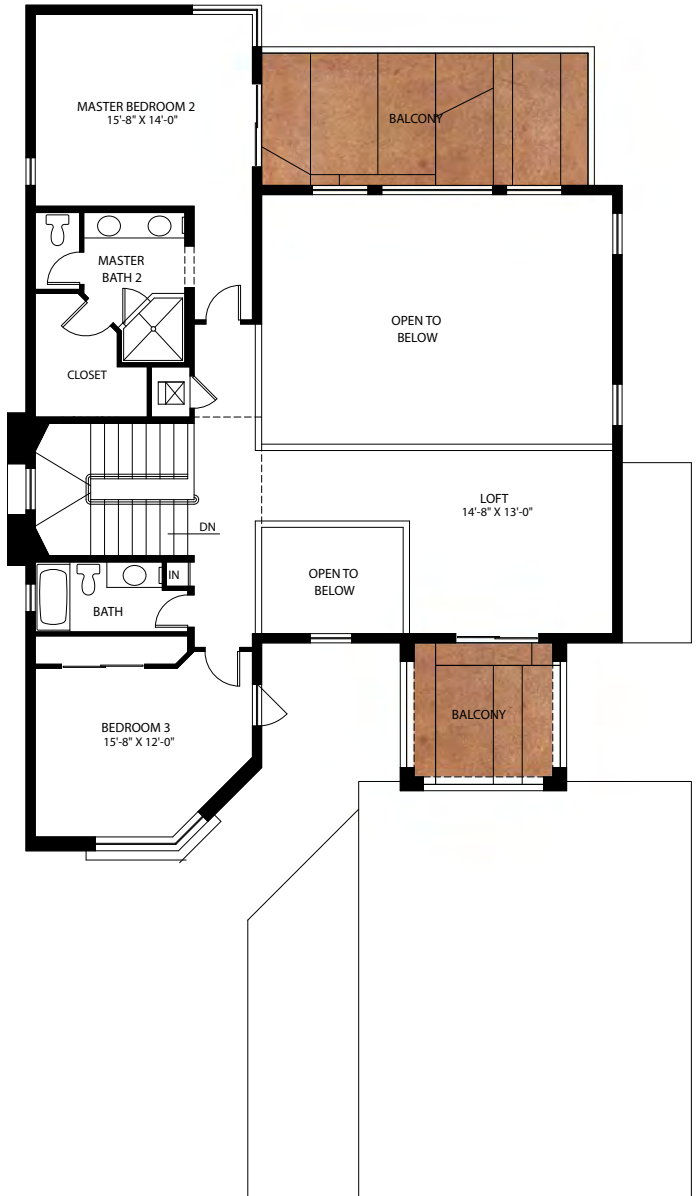 MASTER BEDROOM 2
15'-8" X 14'-0"
BALCONY
MASTER
BATH 2
OPEN TO
BELOW
CLOSET
LOFT
14'-8" X 13'-0"
DN
OPEN TO
BELOW
IN
BATH
BALCONY
BEDROOM 3
15'-8" X 12'-0"